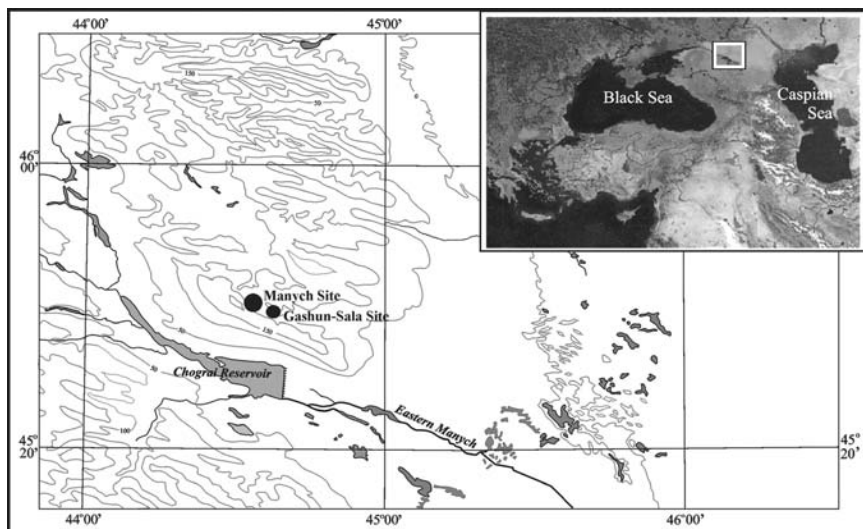 44°00'
45°00'
Black Sea
Caspian
Sea
150
50
46°
00'
Manych Site
Gashun-Sala Site
150
50
Chograi Reservoir
50
100
Eastern Manych
45°
20'
45°
20'
44°00'
45°00'
46°00'